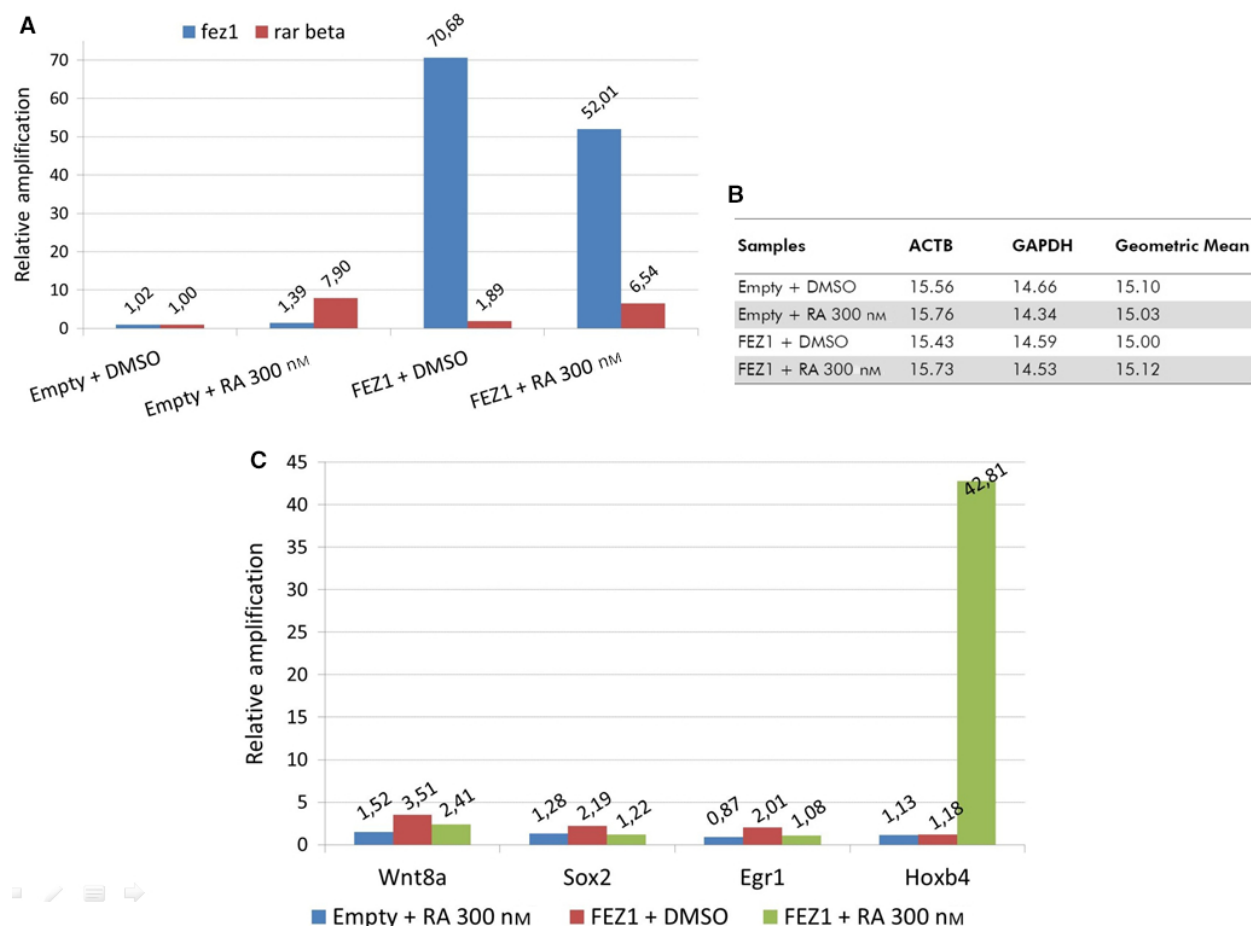 A
fez1 rar beta
Relative amplification
70
60
50
40
30
20
10
0
1,02 1,00
1,39 7,90
70,68 1,89
52,01 6,54
Empty + DMSO
Empty + RA 300 nM
FEZ1 + DMSO
FEZ1 + RA 300 nM
B
Samples ACTB GAPDH Geometric Mean
Empty + DMSO 15.56 14.66 15.10
Empty + RA 300 nM 15.76 14.34 15.03
FEZ1 + DMSO 15.43 14.59 15.00
FEZ1 + RA 300 nM 15.73 14.53 15.12
C
Relative amplification
45
40
35
30
25
20
15
10
5
0
1,52 3,51 2,41
1,28 2,19 1,22
0,87 2,01 1,08
1,13 1,18 42,81
Wnt8a Sox2 Egr1 Hoxb4
Empty + RA 300 nM FEZ1 + DMSO FEZ1 + RA 300 nM